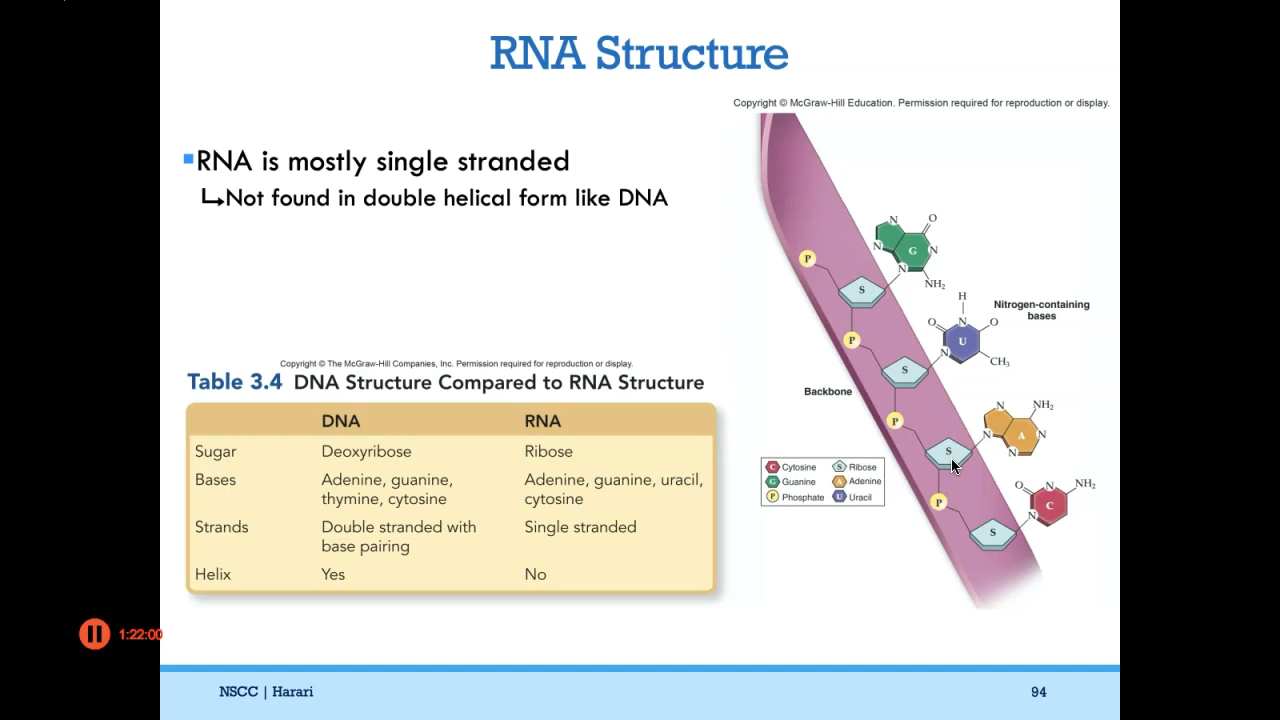 RNA Structure
Copyright © McGraw-Hill Education. Permission required for reproduction or display.
RNA is mostly single stranded
Not found in double helical form like DNA
N
O
N
G
N
N
NH₂
P
S
H
Nitrogen-containing
bases
O
N
O
U
N
CH₃
P
S
Backbone
N
NH₂
N
A
N
N
P
S
C Cytosine
S Ribose
G Guanine
A Adenine
P Phosphate
U Uracil
O
N
NH₂
C
N
P
S
Copyright © The McGraw-Hill Companies, Inc. Permission required for reproduction or display.
Table 3.4 DNA Structure Compared to RNA Structure
DNA RNA
Sugar Deoxyribose Ribose
Bases Adenine, guanine, Adenine, guanine, uracil,
thymine, cytosine cytosine
Strands Double stranded with Single stranded
base pairing
Helix Yes No
1:22:00
NSCC | Harari 94